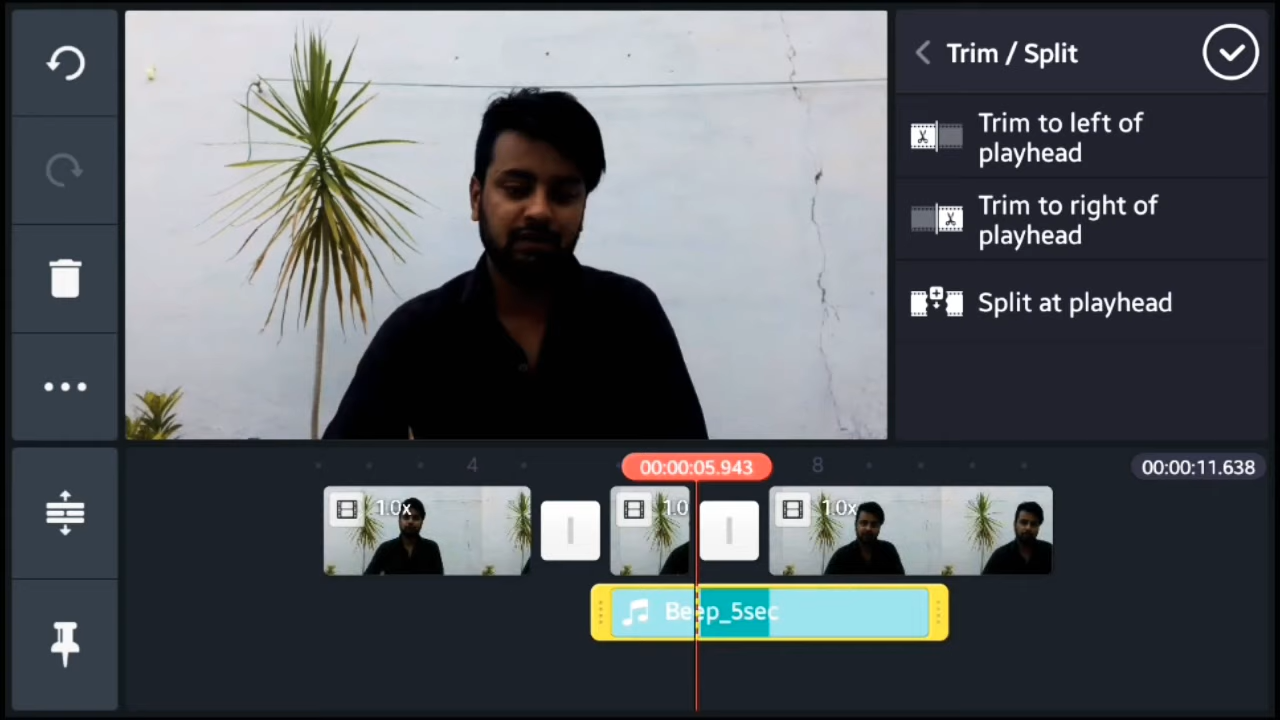 Trim / Split
Trim to left of
playhead
Trim to right of
playhead
Split at playhead
4
00:00:05.943
8
00:00:11.638
1.0x
1.0
1.0x
Beep_5sec